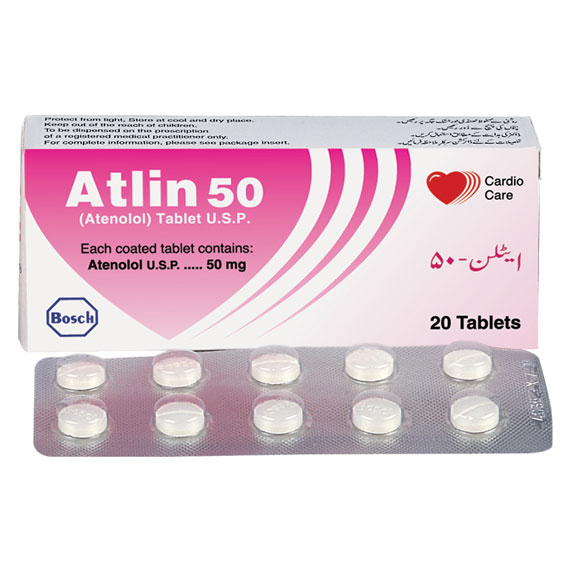 Protect from light, Store at cool and dry place.
Keep out of the reach of children.
To be dispensed on the prescription
of a registered medical practitioner only.
For complete information, please see package insert.
Atlin 50
(Atenolol) Tablet U.S.P.
Each coated tablet contains:
Atenolol U.S.P. ..... 50 mg
Bosch
Cardio
Care
ایٹلن-۵۰
20 Tablets